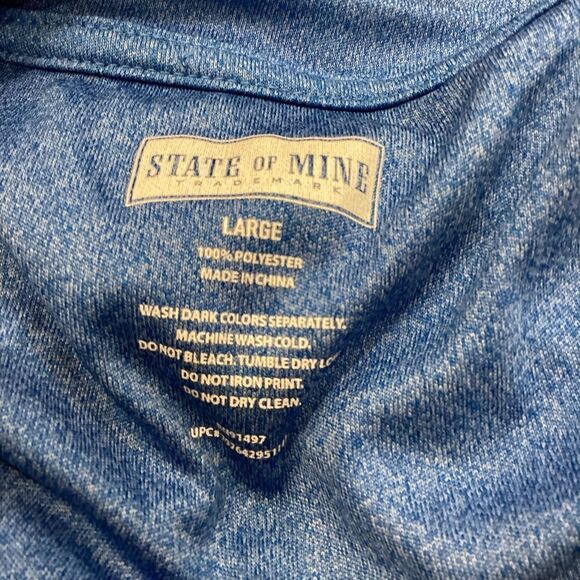 STATE OF MINE
TRADEMARK
LARGE
100% POLYESTER
MADE IN CHINA
WASH DARK COLORS SEPARATELY.
MACHINE WASH COLD.
DO NOT BLEACH. TUMBLE DRY
DO NOT IRON PRINT.
DO NOT DRY CLEAN.
UPC#